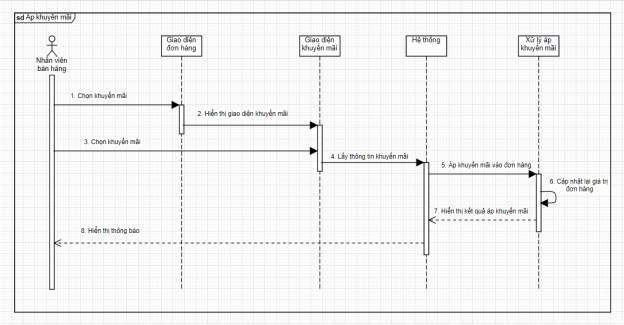 sd Áp khuyến mãi
Nhân viên
bán hàng
Giao diện
đơn hàng
Giao diện
khuyến mãi
Hệ thông
Xử lý áp
khuyến mãi
1. Chọn khuyến mãi
2. Hiển thị giao diện khuyến mãi
3. Chọn khuyến mãi
4. Lấy thông tin khuyến mãi
5. Áp khuyến mãi vào đơn hàng
6. Cập nhật lại giá trị
đơn hàng
7. Hiển thị kết quả áp khuyến mãi
8. Hiển thị thông báo